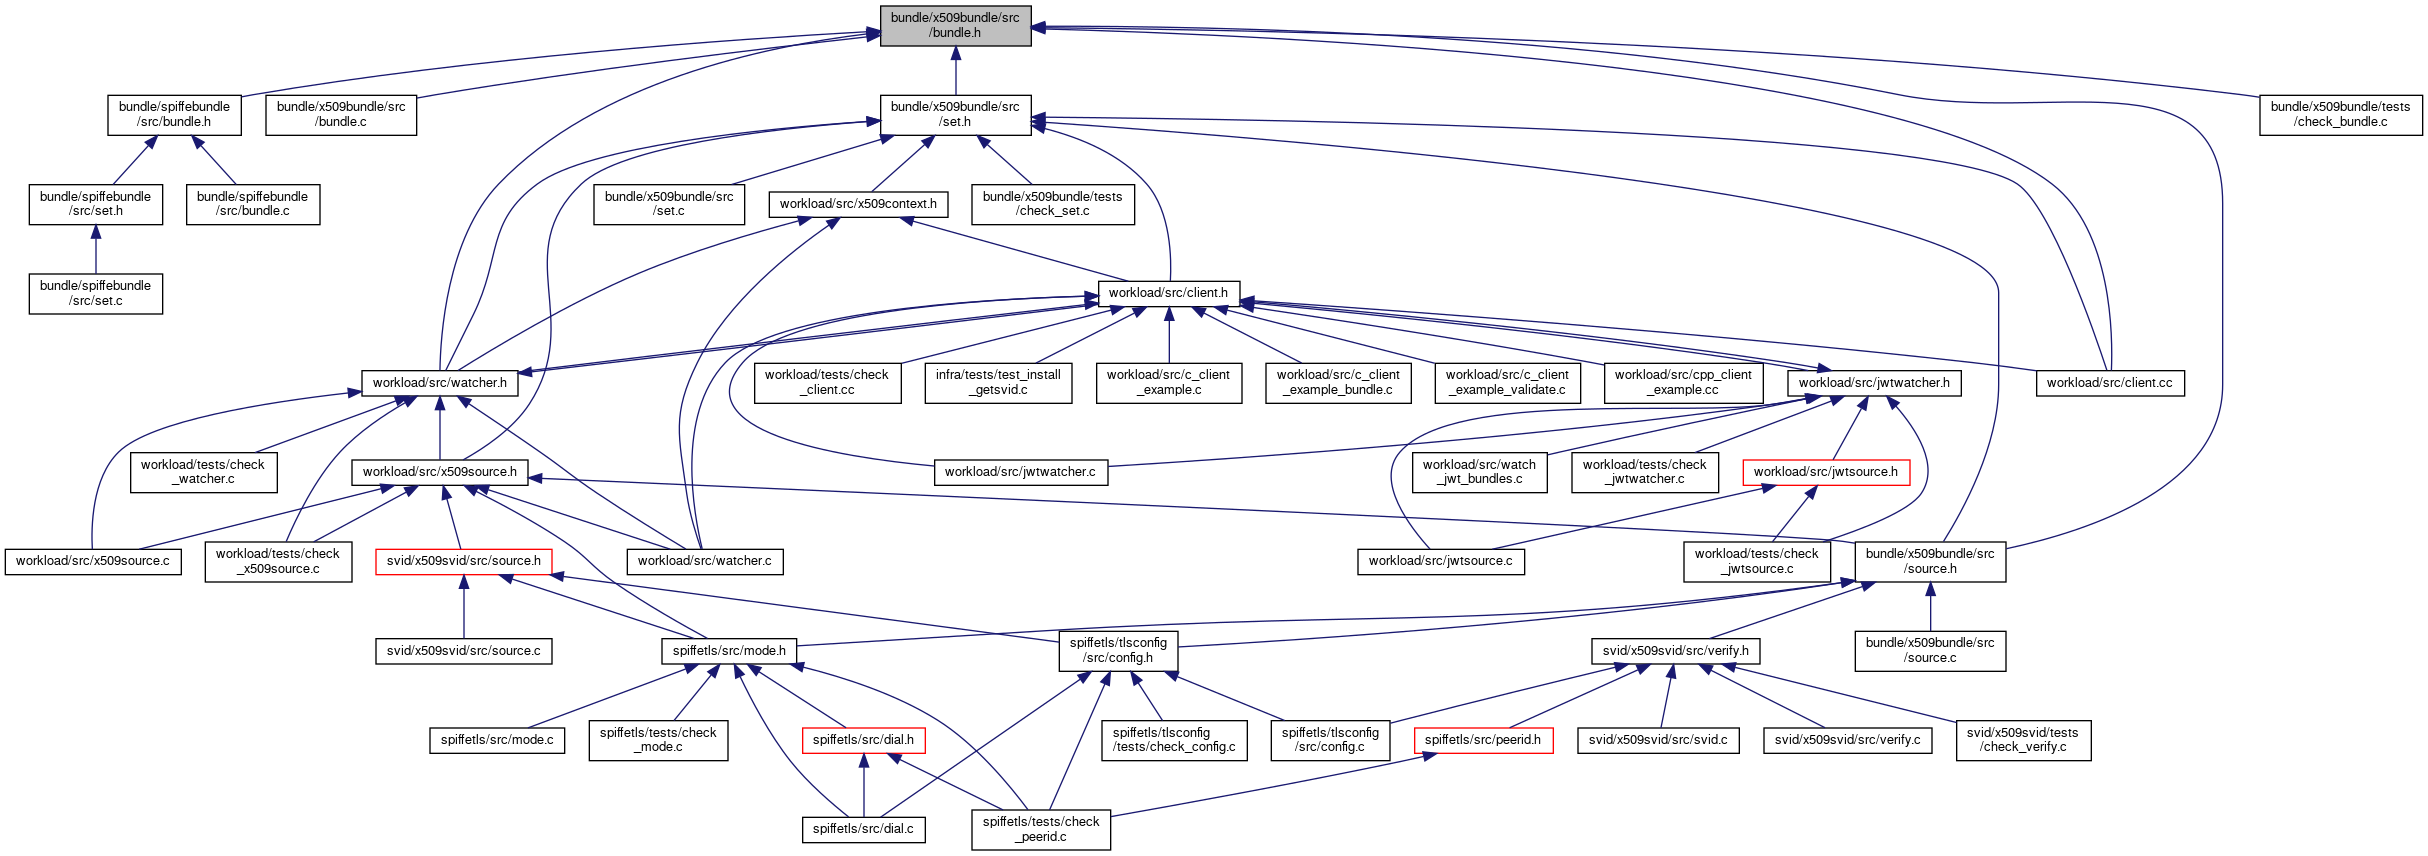 bundle/x509bundle/src
/bundle.h
bundle/spiffebundle
/src/bundle.h
bundle/x509bundle/src
/bundle.c
bundle/x509bundle/src
/set.h
bundle/x509bundle/tests
/check_bundle.c
bundle/spiffebundle
/src/set.h
bundle/spiffebundle
/src/bundle.c
bundle/x509bundle/src
/set.c
workload/src/x509context.h
bundle/x509bundle/tests
/check_set.c
bundle/spiffebundle
/src/set.c
workload/src/client.h
workload/src/watcher.h
workload/tests/check
_client.cc
infra/tests/test_install
_getsvid.c
workload/src/c_client
_example.c
workload/src/c_client
_example_bundle.c
workload/src/c_client
_example_validate.c
workload/src/cpp_client
_example.cc
workload/src/jwtwatcher.h
workload/src/client.cc
workload/tests/check
_watcher.c
workload/src/x509source.h
workload/src/jwtwatcher.c
workload/src/watch
_jwt_bundles.c
workload/tests/check
_jwtwatcher.c
workload/src/jwtsource.h
workload/src/x509source.c
workload/tests/check
_x509source.c
svid/x509svid/src/source.h
workload/src/watcher.c
workload/src/jwtsource.c
workload/tests/check
_jwtsource.c
bundle/x509bundle/src
/source.h
svid/x509svid/src/source.c
spiffetls/src/mode.h
spiffetls/tlsconfig
/src/config.h
svid/x509svid/src/verify.h
bundle/x509bundle/src
/source.c
spiffetls/src/mode.c
spiffetls/tests/check
_mode.c
spiffetls/src/dial.h
spiffetls/tlsconfig
/tests/check_config.c
spiffetls/tlsconfig
/src/config.c
spiffetls/src/peerid.h
svid/x509svid/src/svid.c
svid/x509svid/src/verify.c
svid/x509svid/tests
/check_verify.c
spiffetls/src/dial.c
spiffetls/tests/check
_peerid.c